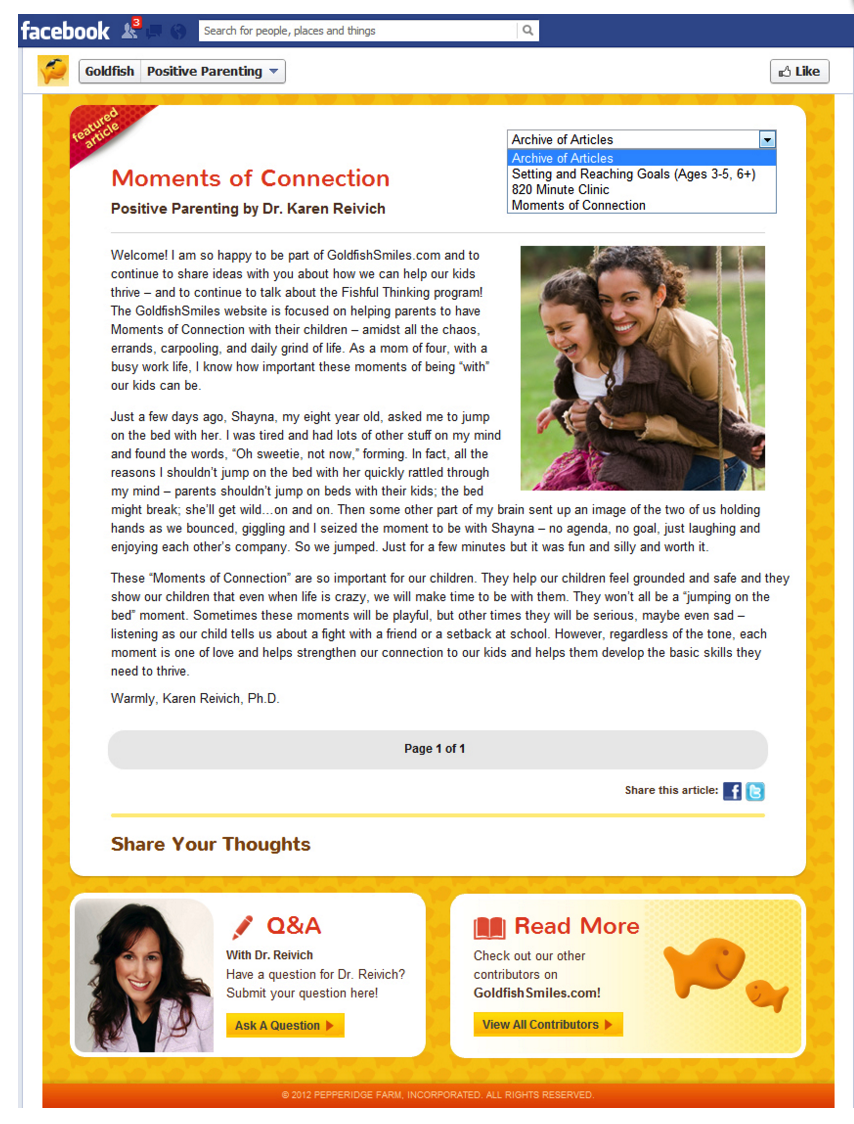 facebook
3
Search for people, places and things
Goldfish
Positive Parenting
Like
featured
article
Archive of Articles
Archive of Articles
Setting and Reaching Goals (Ages 3-5, 6+)
820 Minute Clinic
Moments of Connection
Moments of Connection
Positive Parenting by Dr. Karen Reivich
Welcome! I am so happy to be part of GoldfishSmiles.com and to
continue to share ideas with you about how we can help our kids
thrive – and to continue to talk about the Fishful Thinking program!
The GoldfishSmiles website is focused on helping parents to have
Moments of Connection with their children – amidst all the chaos,
errands, carpooling, and daily grind of life. As a mom of four, with a
busy work life, I know how important these moments of being “with”
our kids can be.
Just a few days ago, Shayna, my eight year old, asked me to jump
on the bed with her. I was tired and had lots of other stuff on my mind
and found the words, “Oh sweetie, not now,” forming. In fact, all the
reasons I shouldn’t jump on the bed with her quickly rattled through
my mind – parents shouldn’t jump on beds with their kids; the bed
might break; she’ll get wild…on and on. Then some other part of my brain sent up an image of the two of us holding
hands as we bounced, giggling and I seized the moment to be with Shayna – no agenda, no goal, just laughing and
enjoying each other’s company. So we jumped. Just for a few minutes but it was fun and silly and worth it.
These “Moments of Connection” are so important for our children. They help our children feel grounded and safe and they
show our children that even when life is crazy, we will make time to be with them. They won’t all be a “jumping on the
bed” moment. Sometimes these moments will be playful, but other times they will be serious, maybe even sad –
listening as our child tells us about a fight with a friend or a setback at school. However, regardless of the tone, each
moment is one of love and helps strengthen our connection to our kids and helps them develop the basic skills they
need to thrive.
Warmly, Karen Reivich, Ph.D.
Page 1 of 1
Share this article:
Share Your Thoughts
Q&A
With Dr. Reivich
Have a question for Dr. Reivich?
Submit your question here!
Ask A Question
Read More
Check out our other
contributors on
GoldfishSmiles.com!
View All Contributors
© 2012 PEPPERIDGE FARM, INCORPORATED. ALL RIGHTS RESERVED.